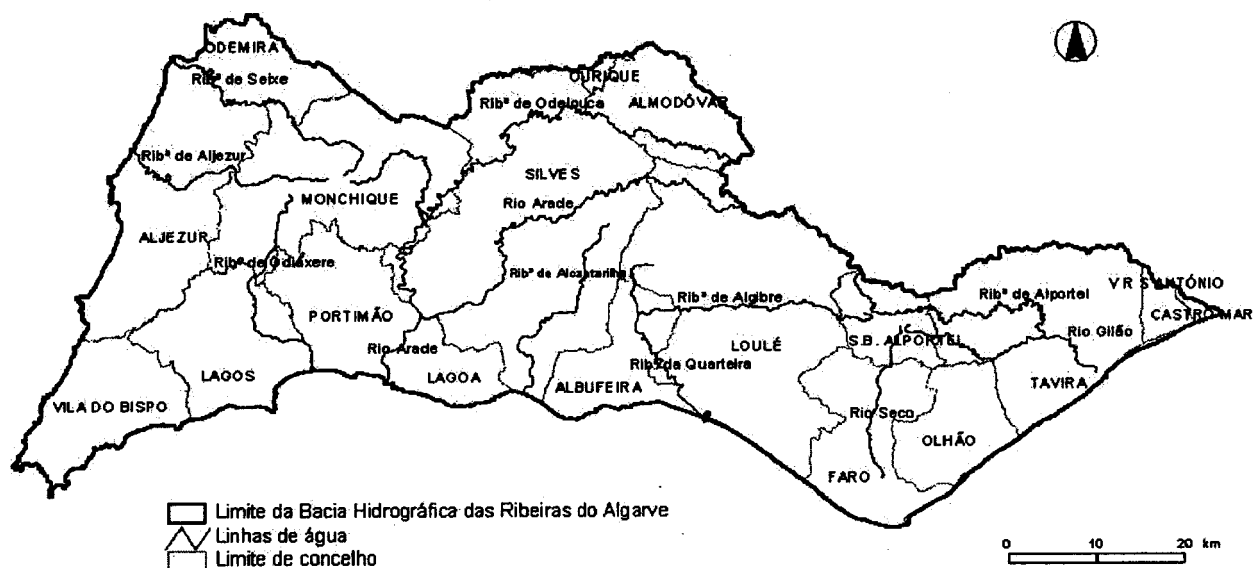 ODEMIRA
Ribª de Seixe
OURIQUE
Ribª de Odelouca
ALMODÔVAR
Ribª de Aljezur
SILVES
MONCHIQUE
Rio Arade
ALJEZUR
Ribª de Odiáxere
Ribª de Alcantarilha
Ribª de Algibre
Ribª de Alportel
V R S ANTÓNIO
CASTRO MAR
PORTIMÃO
Rio Gilão
LOULÉ
S.B. ALPORTEL
Rio Arade
Ribª de Quarteira
LAGOS
LAGOA
ALBUFEIRA
TAVIRA
VILA DO BISPO
Rio Seco
OLHÃO
FARO
Limite da Bacia Hidrográfica das Ribeiras do Algarve
Linhas de água
Limite de concelho
0 10 20 km